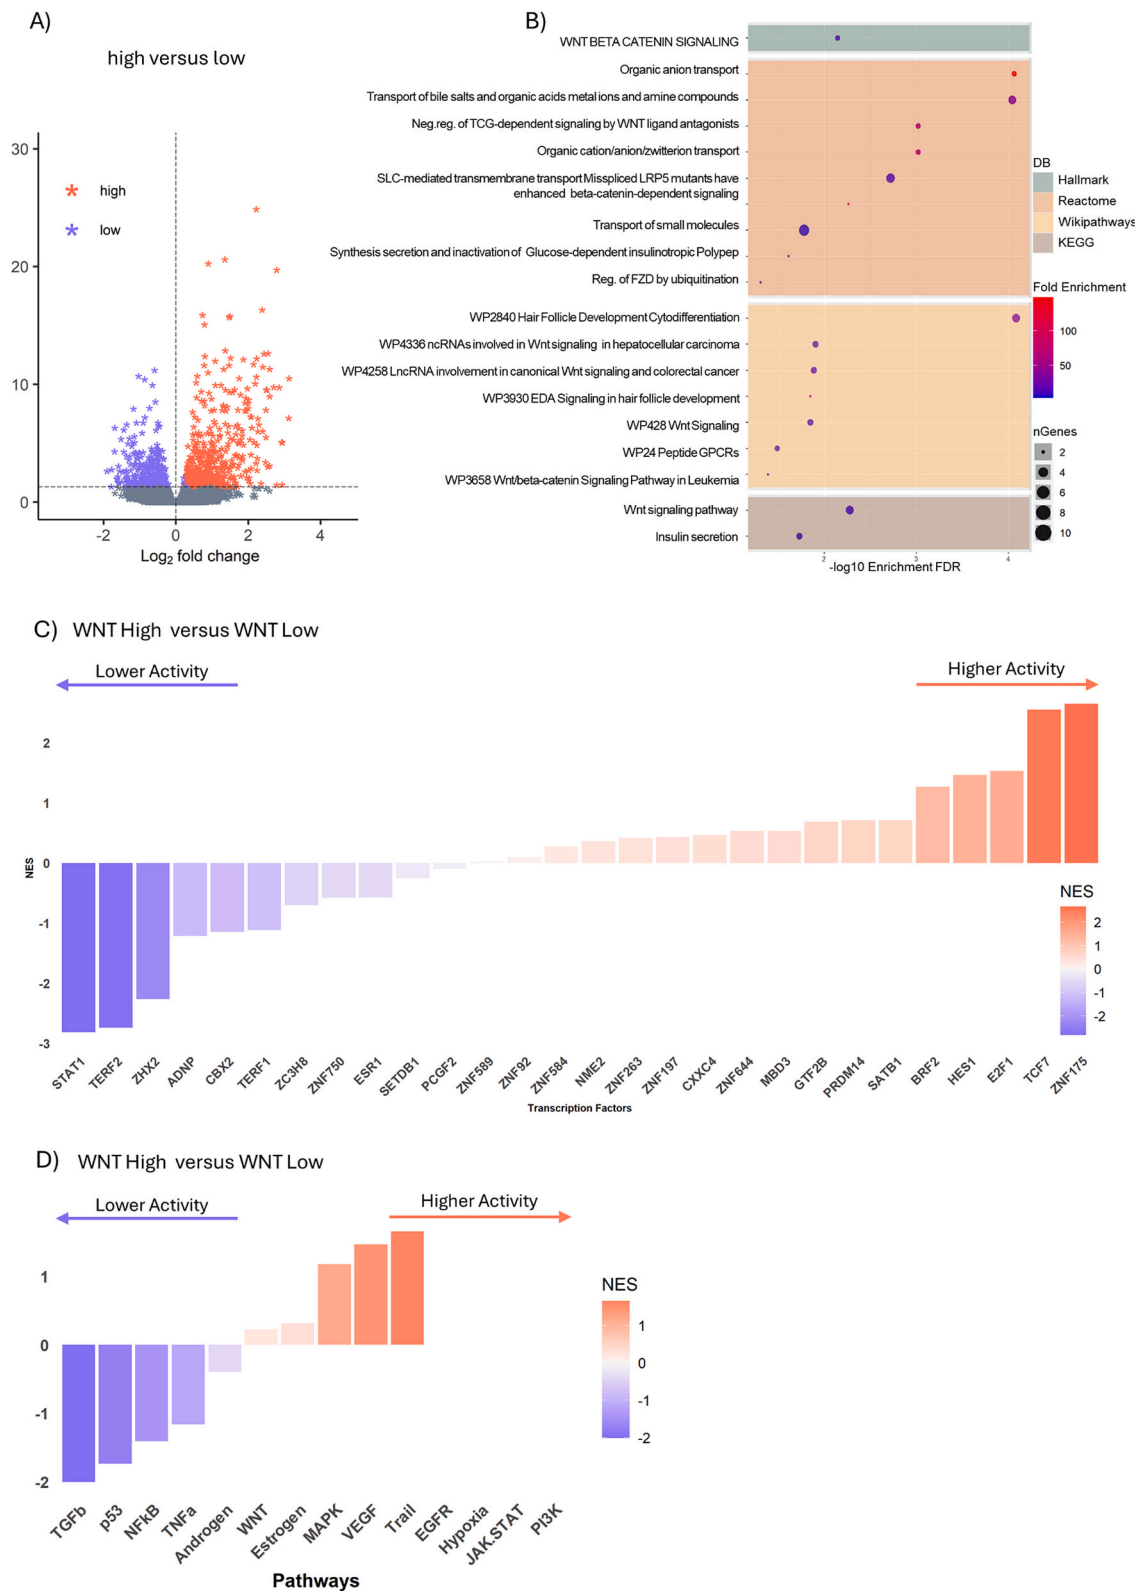 A)
high versus low
30
20
10
0
high
low
-2
0
2
4
Log2 fold change
B)
WNT BETA CATENIN SIGNALING
Organic anion transport
Transport of bile salts and organic acids metal ions and amine compounds
Neg.reg. of TCG-dependent signaling by WNT ligand antagonists
Organic cation/anion/zwitterion transport
SLC-mediated transmembrane transport Misspliced LRP5 mutants have
enhanced beta-catenin-dependent signaling
Transport of small molecules
Synthesis secretion and inactivation of Glucose-dependent insulinotropic Polypep
Reg. of FZD by ubiquitination
WP2840 Hair Follicle Development Cytodifferentiation
WP4336 ncRNAs involved in Wnt signaling in hepatocellular carcinoma
WP4258 LncRNA involvement in canonical Wnt signaling and colorectal cancer
WP3930 EDA Signaling in hair follicle development
WP428 Wnt Signaling
WP24 Peptide GPCRs
WP3658 Wnt/beta-catenin Signaling Pathway in Leukemia
Wnt signaling pathway
Insulin secretion
2
3
4
-log10 Enrichment FDR
DB
Hallmark
Reactome
Wikipathways
KEGG
Fold Enrichment
100
50
nGenes
2
4
6
8
10
C) WNT High versus WNT Low
Lower Activity
Higher Activity
2
1
0
-1
-2
-3
NES
NES
2
1
0
-1
-2
STAT1
TERF2
ZHX2
ADNP
CBX2
TERF1
ZC3H8
ZNF750
ESR1
SETDB1
PCGF2
ZNF589
ZNF92
ZNF584
NME2
ZNF263
ZNF197
CXXC4
ZNF644
MBD3
GTF2B
PRDM14
SATB1
BRF2
HES1
E2F1
TCF7
ZNF175
Transcription Factors
D) WNT High versus WNT Low
Lower Activity
Higher Activity
1
0
-1
-2
NES
1
0
-1
-2
TGFb
p53
NFkB
TNFa
Androgen
WNT
Estrogen
MAPK
VEGF
Trail
EGFR
Hypoxia
JAK.STAT
PI3K
Pathways